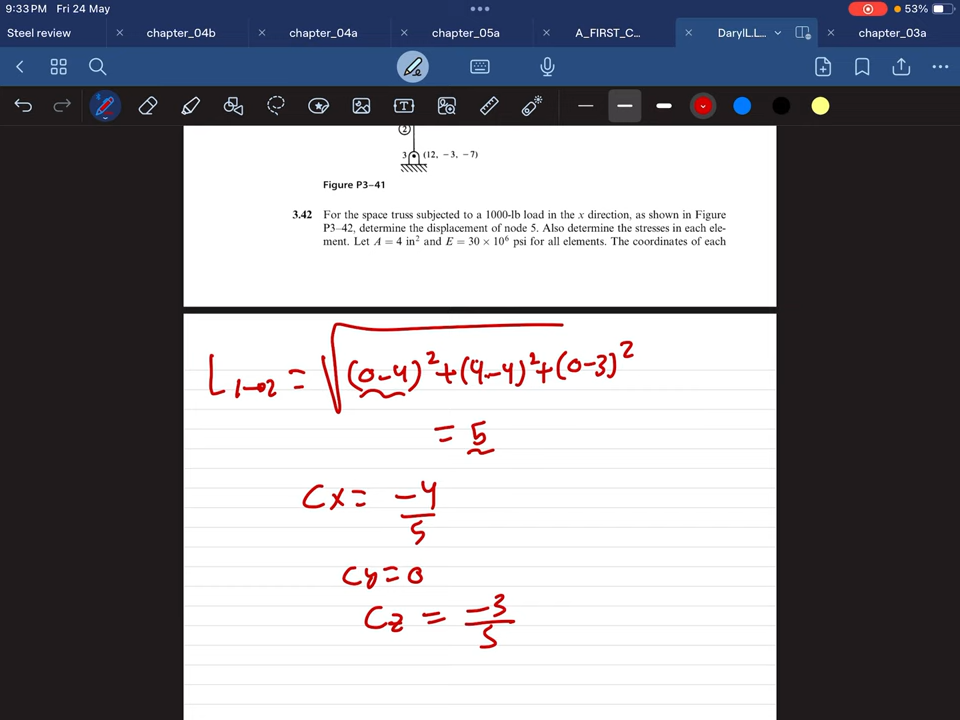 9:33 PM Fri 24 May
53%
Steel review
chapter_04b
chapter_04a
chapter_05a
A_FIRST_C...
DarylL.L...
chapter_03a
2
3 (12, −3, −7)
Figure P3–41
3.42 For the space truss subjected to a 1000-lb load in the x direction, as shown in Figure
P3–42, determine the displacement of node 5. Also determine the stresses in each ele-
ment. Let A = 4 in² and E = 30 × 10⁶ psi for all elements. The coordinates of each
L₁→₂ = √(0−4)²+(4−4)²+(0−3)²
= 5
Cx = −4/5
Cy = 0
Cz = −3/5